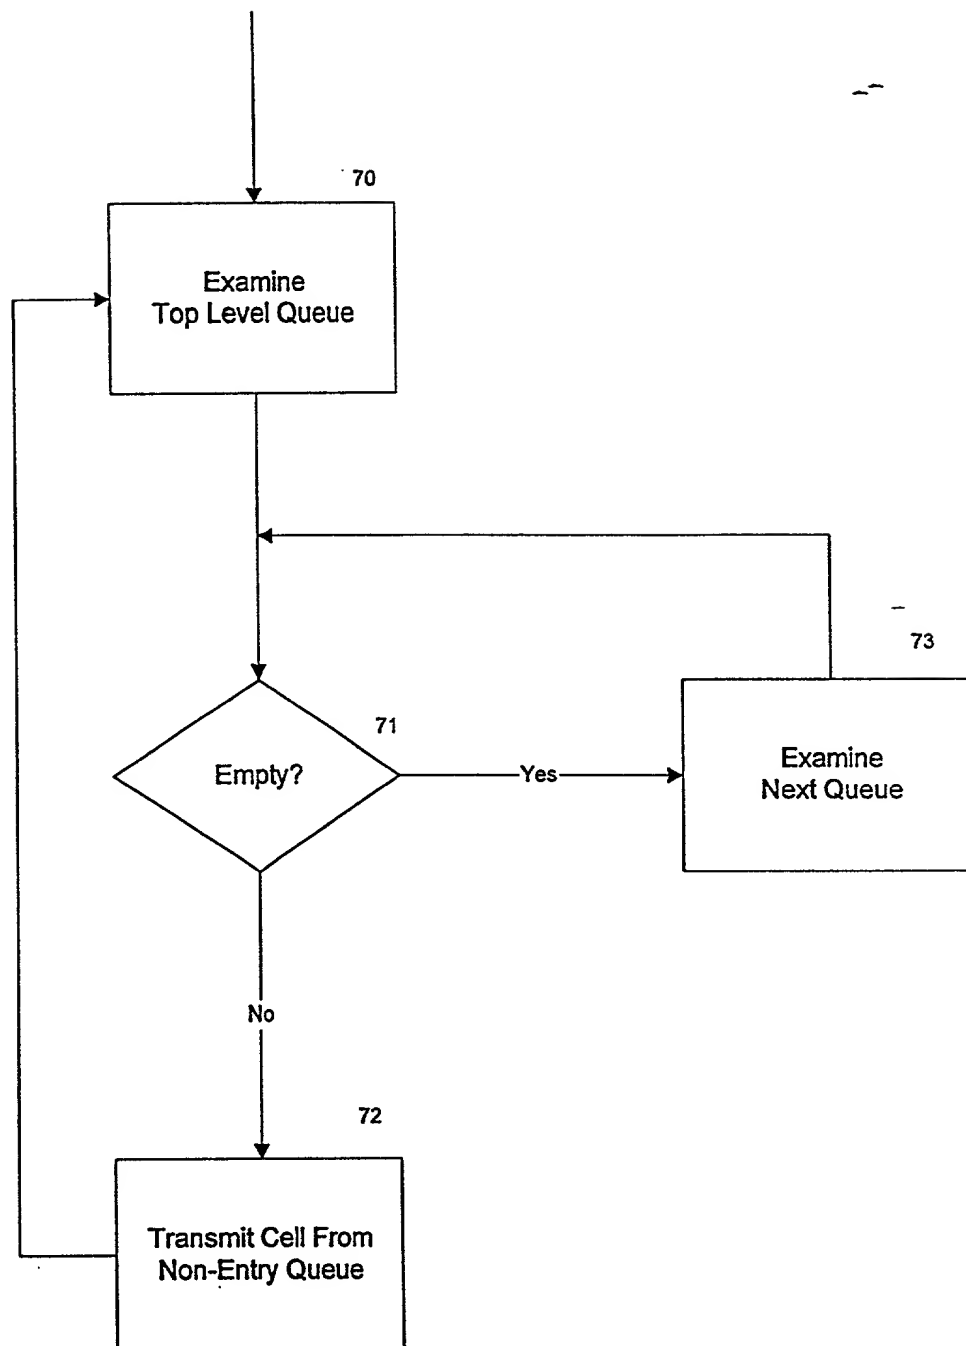 70
Examine
Top Level Queue
73
71
Empty?
Yes
Examine
Next Queue
No
72
Transmit Cell From
Non-Entry Queue